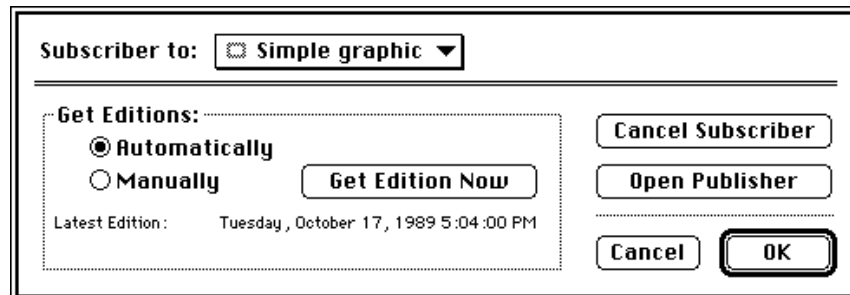 Subscriber to: Simple graphic
Get Editions:
Automatically
Manually
Get Edition Now
Latest Edition: Tuesday, October 17, 1989 5:04:00 PM
Cancel Subscriber
Open Publisher
Cancel
OK